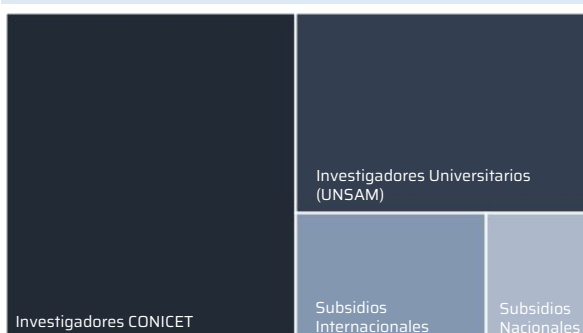 Investigadores Universitarios
(UNSAM)
Investigadores CONICET
Subsidios
Internacionales
Subsidios
Nacionales